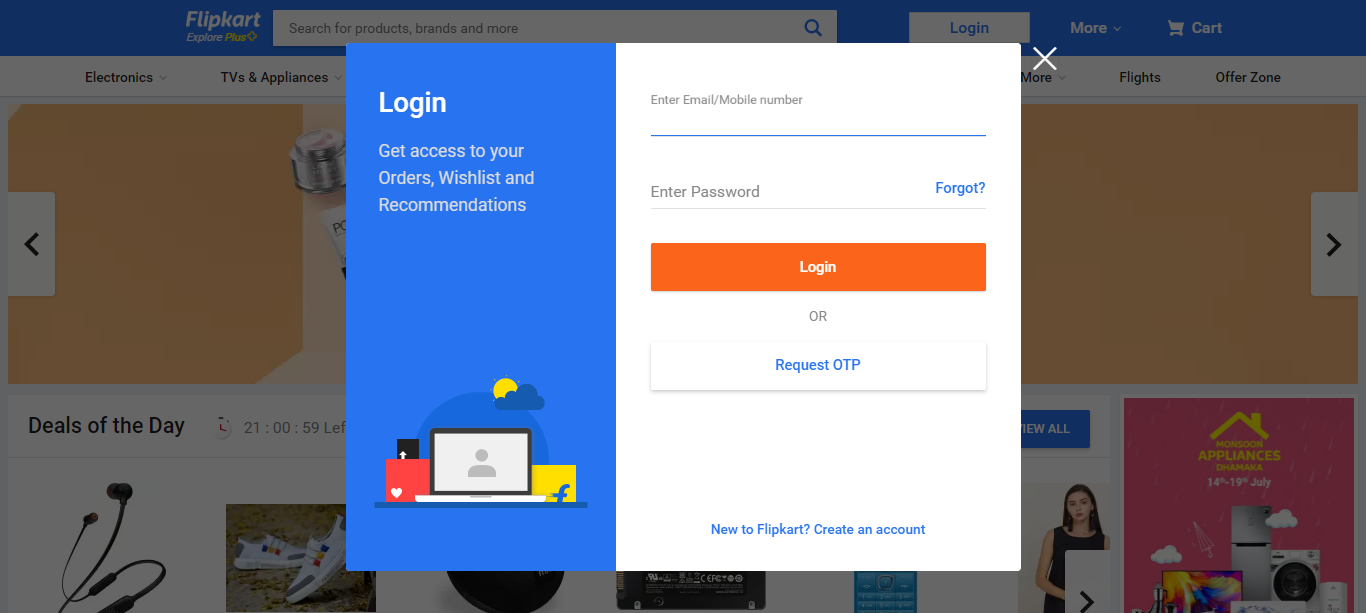 Flipkart
Explore Plus
Search for products, brands and more
Login
More
Cart
Electronics
TVs & Appliances
More
Flights
Offer Zone
Login
Get access to your
Orders, Wishlist and
Recommendations
Enter Email/Mobile number
Enter Password
Forgot?
Login
OR
Request OTP
New to Flipkart? Create an account
Deals of the Day
21 : 00 : 59 Lef
VIEW ALL
MONSOON
APPLIANCES
DHAMAKA
14th-19th July